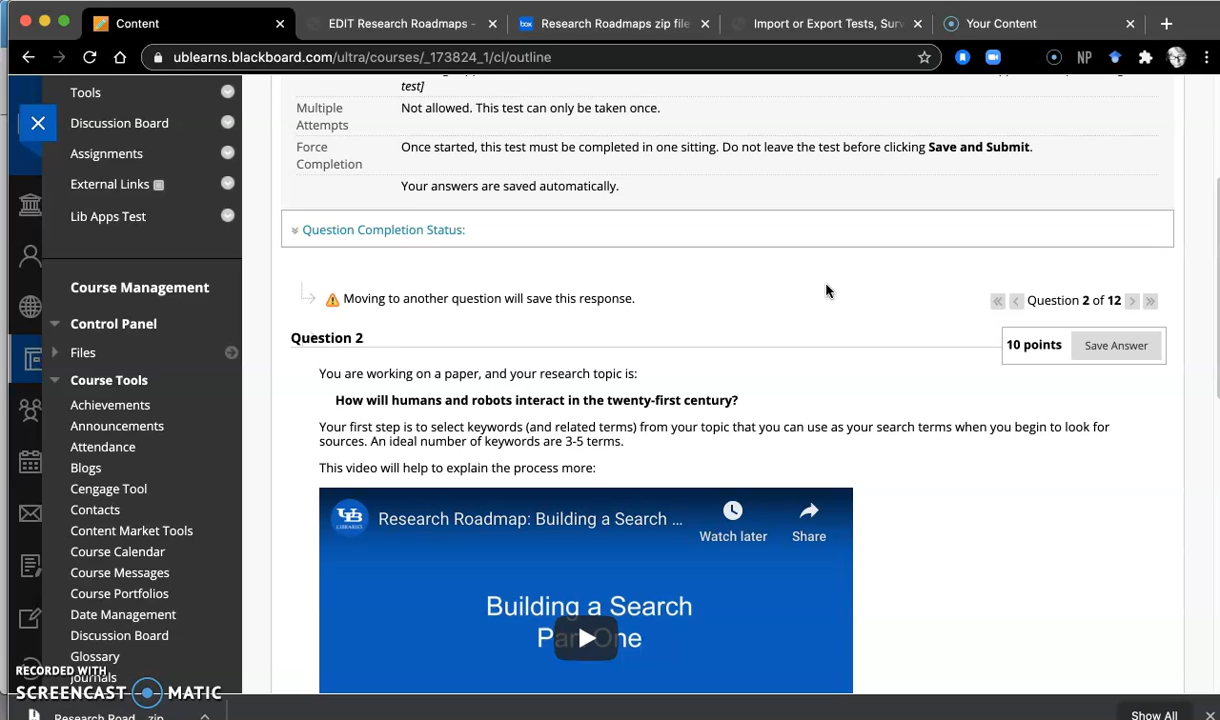 Content
EDIT Research Roadmaps -
Research Roadmaps zip file
Import or Export Tests, Surv
Your Content
ublearns.blackboard.com/ultra/courses/_173824_1/cl/outline
NP
Tools
Discussion Board
Assignments
External Links
Lib Apps Test
Course Management
Control Panel
Files
Course Tools
Achievements
Announcements
Attendance
Blogs
Cengage Tool
Contacts
Content Market Tools
Course Calendar
Course Messages
Course Portfolios
Date Management
Discussion Board
Glossary
Journals
test]
Multiple Attempts
Not allowed. This test can only be taken once.
Force Completion
Once started, this test must be completed in one sitting. Do not leave the test before clicking Save and Submit.
Your answers are saved automatically.
Question Completion Status:
Moving to another question will save this response.
Question 2 of 12
Question 2
10 points
Save Answer
You are working on a paper, and your research topic is:
How will humans and robots interact in the twenty-first century?
Your first step is to select keywords (and related terms) from your topic that you can use as your search terms when you begin to look for
sources. An ideal number of keywords are 3-5 terms.
This video will help to explain the process more:
UB
LIBRARIES
Research Roadmap: Building a Search ...
Watch later
Share
Building a Search
Part One
RECORDED WITH
SCREENCAST MATIC
Research Road....zip
Show All